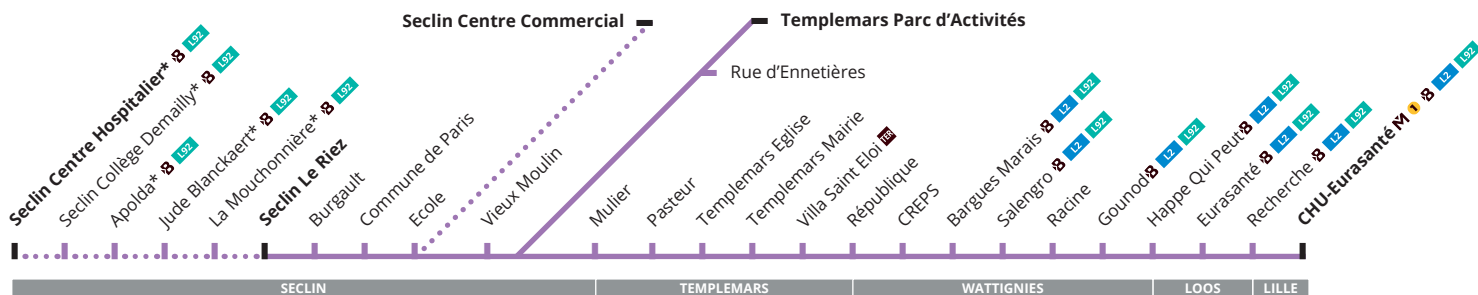 Seclin Centre Commercial
Templemars Parc d’Activités
Rue d’Ennetières
Seclin Centre Hospitalier* L92
Seclin Collège Demailly* L92
Apolda* L92
Jude Blanckaert* L92
La Mouchonnière* L92
Seclin Le Riez
Burgault
Commune de Paris
Ecole
Vieux Moulin
Mulier
Pasteur
Templemars Eglise
Templemars Mairie
Villa Saint Eloi TER
République
CREPS
Bargues Marais L2 L92
Salengro L2 L92
Racine
Gounod L2 L92
Happe Qui Peut L2 L92
Eurasanté L2 L92
Recherche L2 L92
CHU-Eurasanté M 1 L2 L92
SECLIN
TEMPLEMARS
WATTIGNIES
LOOS
LILLE